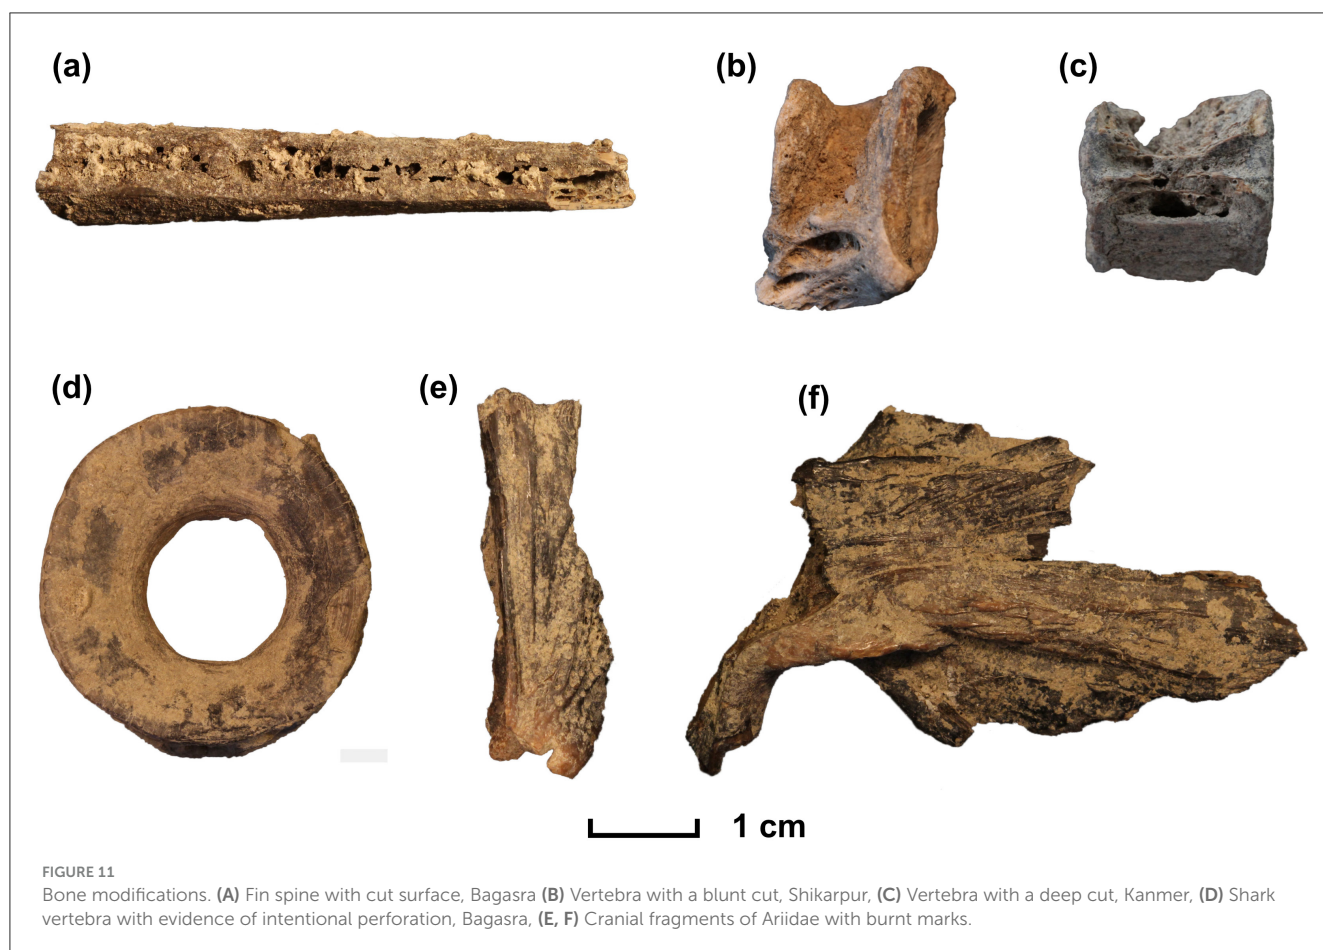 (a)
(b)
(c)
(d)
(e)
(f)
1 cm
FIGURE 11
Bone modifications. (A) Fin spine with cut surface, Bagasra (B) Vertebra with a blunt cut, Shikarpur, (C) Vertebra with a deep cut, Kanmer, (D) Shark
vertebra with evidence of intentional perforation, Bagasra, (E, F) Cranial fragments of Ariidae with burnt marks.